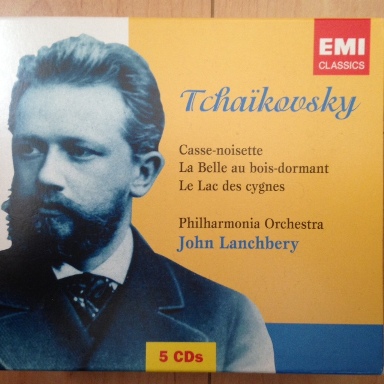 EMI
CLASSICS
Tchaïkovsky
Casse-noisette
La Belle au bois-dormant
Le Lac des cygnes
Philharmonia Orchestra
John Lanchbery
5 CDs